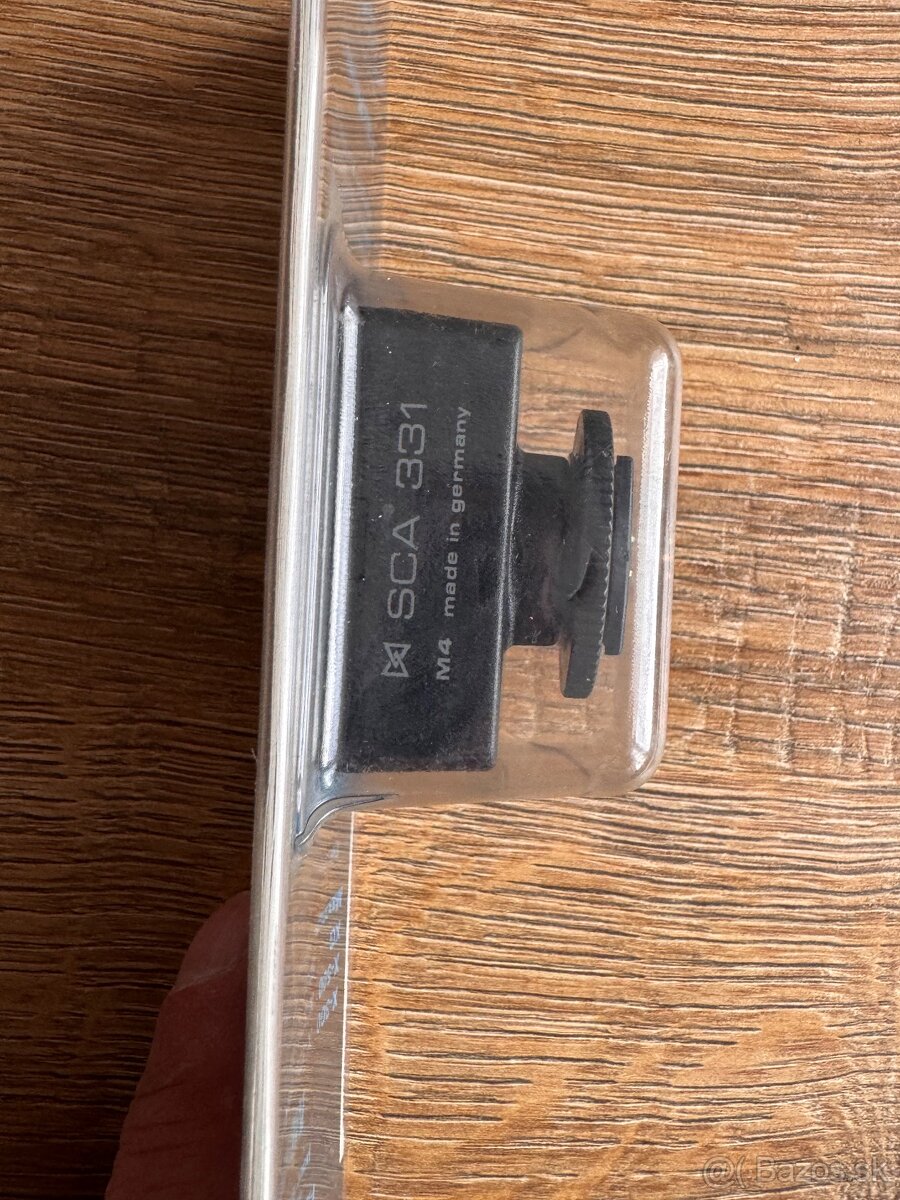 SCA 331
M4 made in germany
@( Bazos.sk